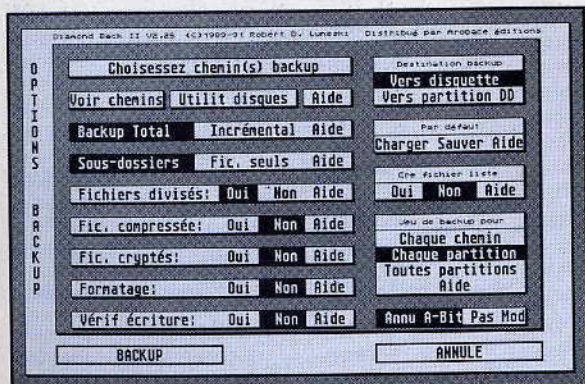 Diamond Back II V2.25 (C)1989-91 Robert D. Luneski Distribué par Arobace éditions
OPTIONS BACKUP
Choisessez chemin(s) backup
Voir chemins Utilit disques Aide
Backup Total Incrémental Aide
Sous-dossiers Fic. seuls Aide
Fichiers divisés: Oui Non Aide
Fic. compressée: Oui Non Aide
Fic. cryptés: Oui Non Aide
Formatage: Oui Non Aide
Vérif écriture: Oui Non Aide
Destination backup
Vers disquette
Vers partition DD
Par défaut
Charger Sauver Aide
Cre fichier liste
Oui Non Aide
Jeu de backup pour
Chaque chemin
Chaque partition
Toutes partitions
Aide
Annu A-Bit Pas Mod
BACKUP
ANNULE